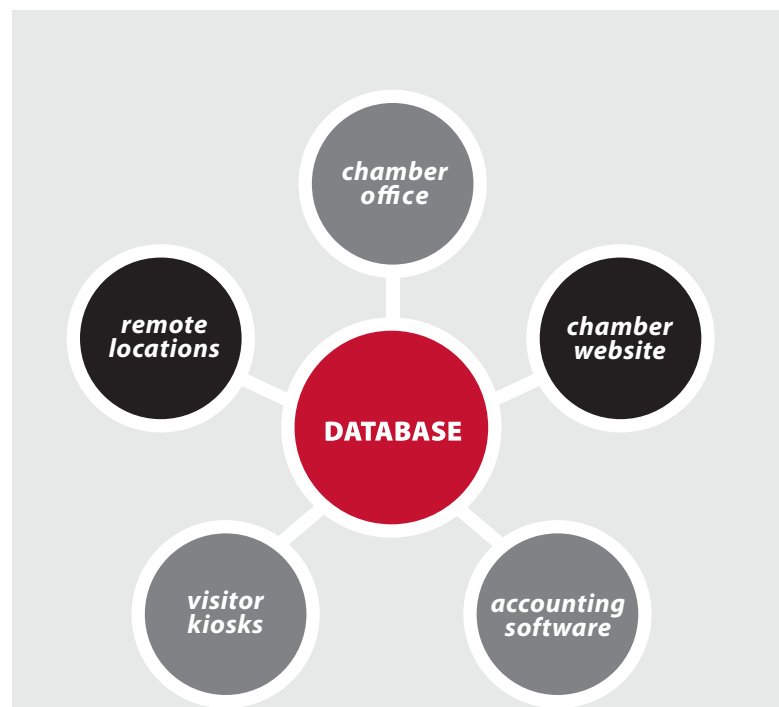 chamber
office
remote
locations
chamber
website
DATABASE
visitor
kiosks
accounting
software